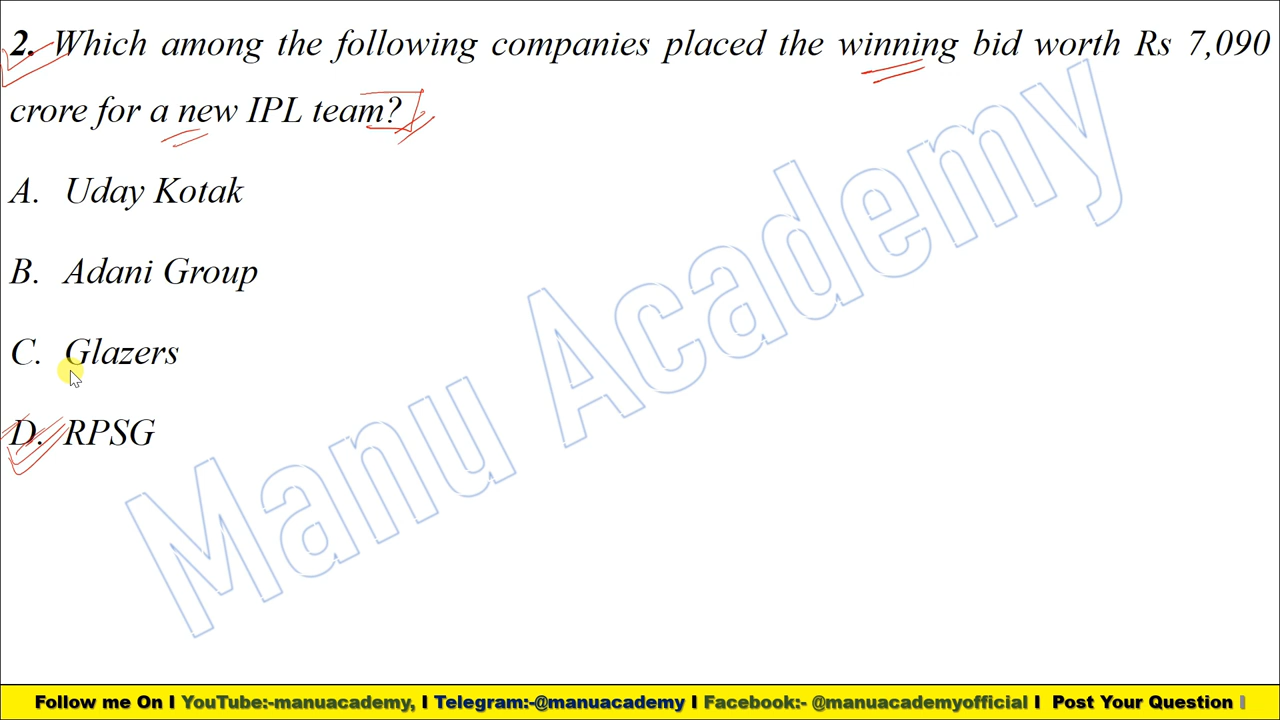 2. Which among the following companies placed the winning bid worth Rs 7,090
crore for a new IPL team?
A. Uday Kotak
B. Adani Group
C. Glazers
D. RPSG
Manu Academy
Follow me On I YouTube:-manuacademy, I Telegram:-@manuacademy I Facebook:- @manuacademyofficial I Post Your Question I